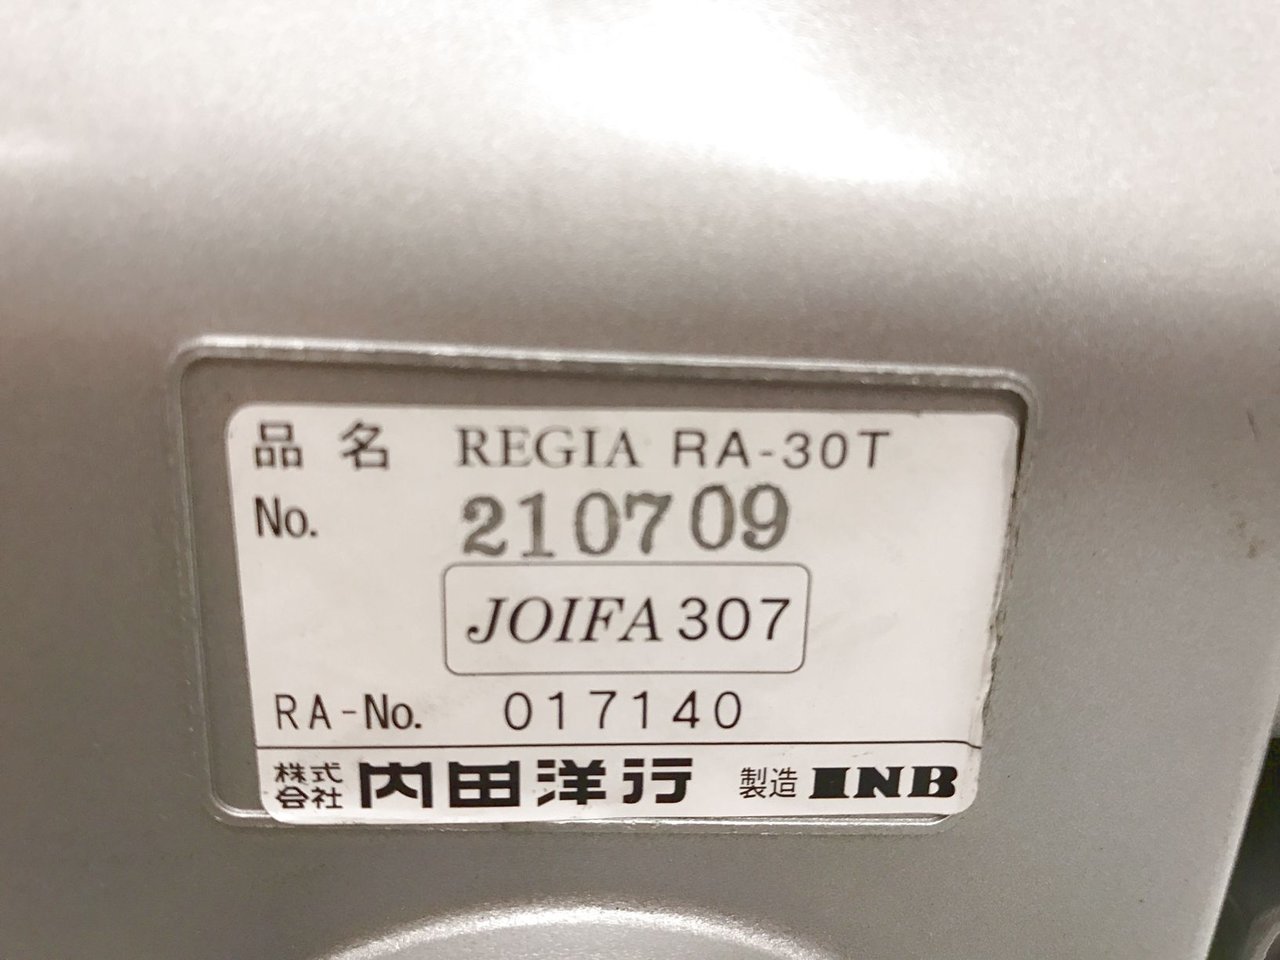 品名 REGIA RA-30T
No. 210709
JOIFA 307
RA-No. 017140
株式会社 内田洋行 製造 INB